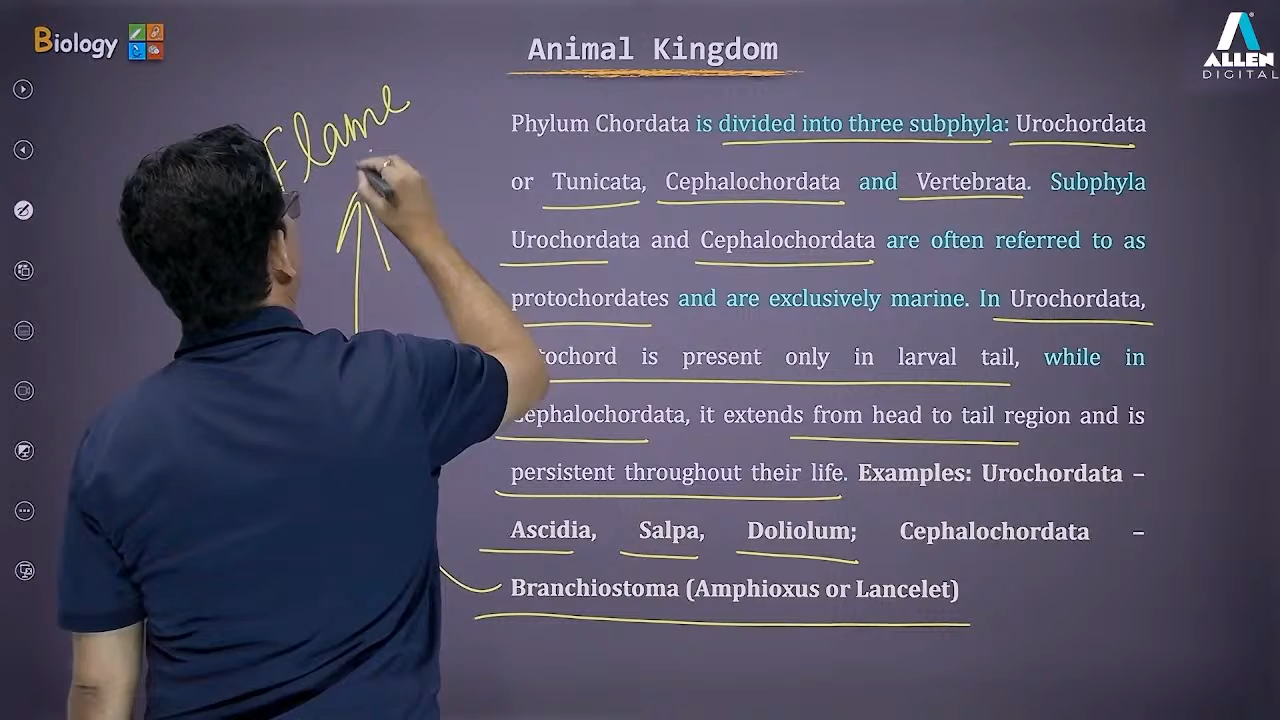 Biology
Animal Kingdom
ALLEN
DIGITAL
Flame
Phylum Chordata is divided into three subphyla: Urochordata
or Tunicata, Cephalochordata and Vertebrata. Subphyla
Urochordata and Cephalochordata are often referred to as
protochordates and are exclusively marine. In Urochordata,
tochord is present only in larval tail, while in
ephalochordata, it extends from head to tail region and is
persistent throughout their life. Examples: Urochordata –
Ascidia, Salpa, Doliolum; Cephalochordata –
Branchiostoma (Amphioxus or Lancelet)